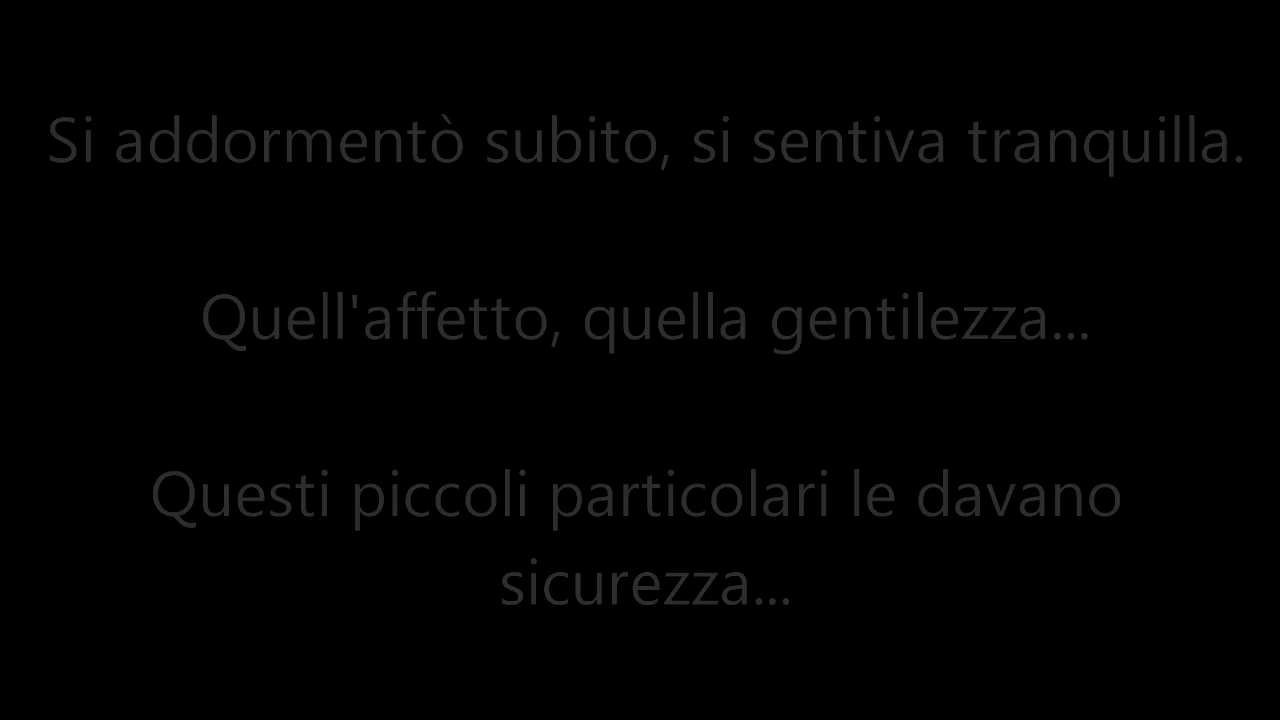 Si addormentò subito, si sentiva tranquilla.
Quell'affetto, quella gentilezza...
Questi piccoli particolari le davano
sicurezza...